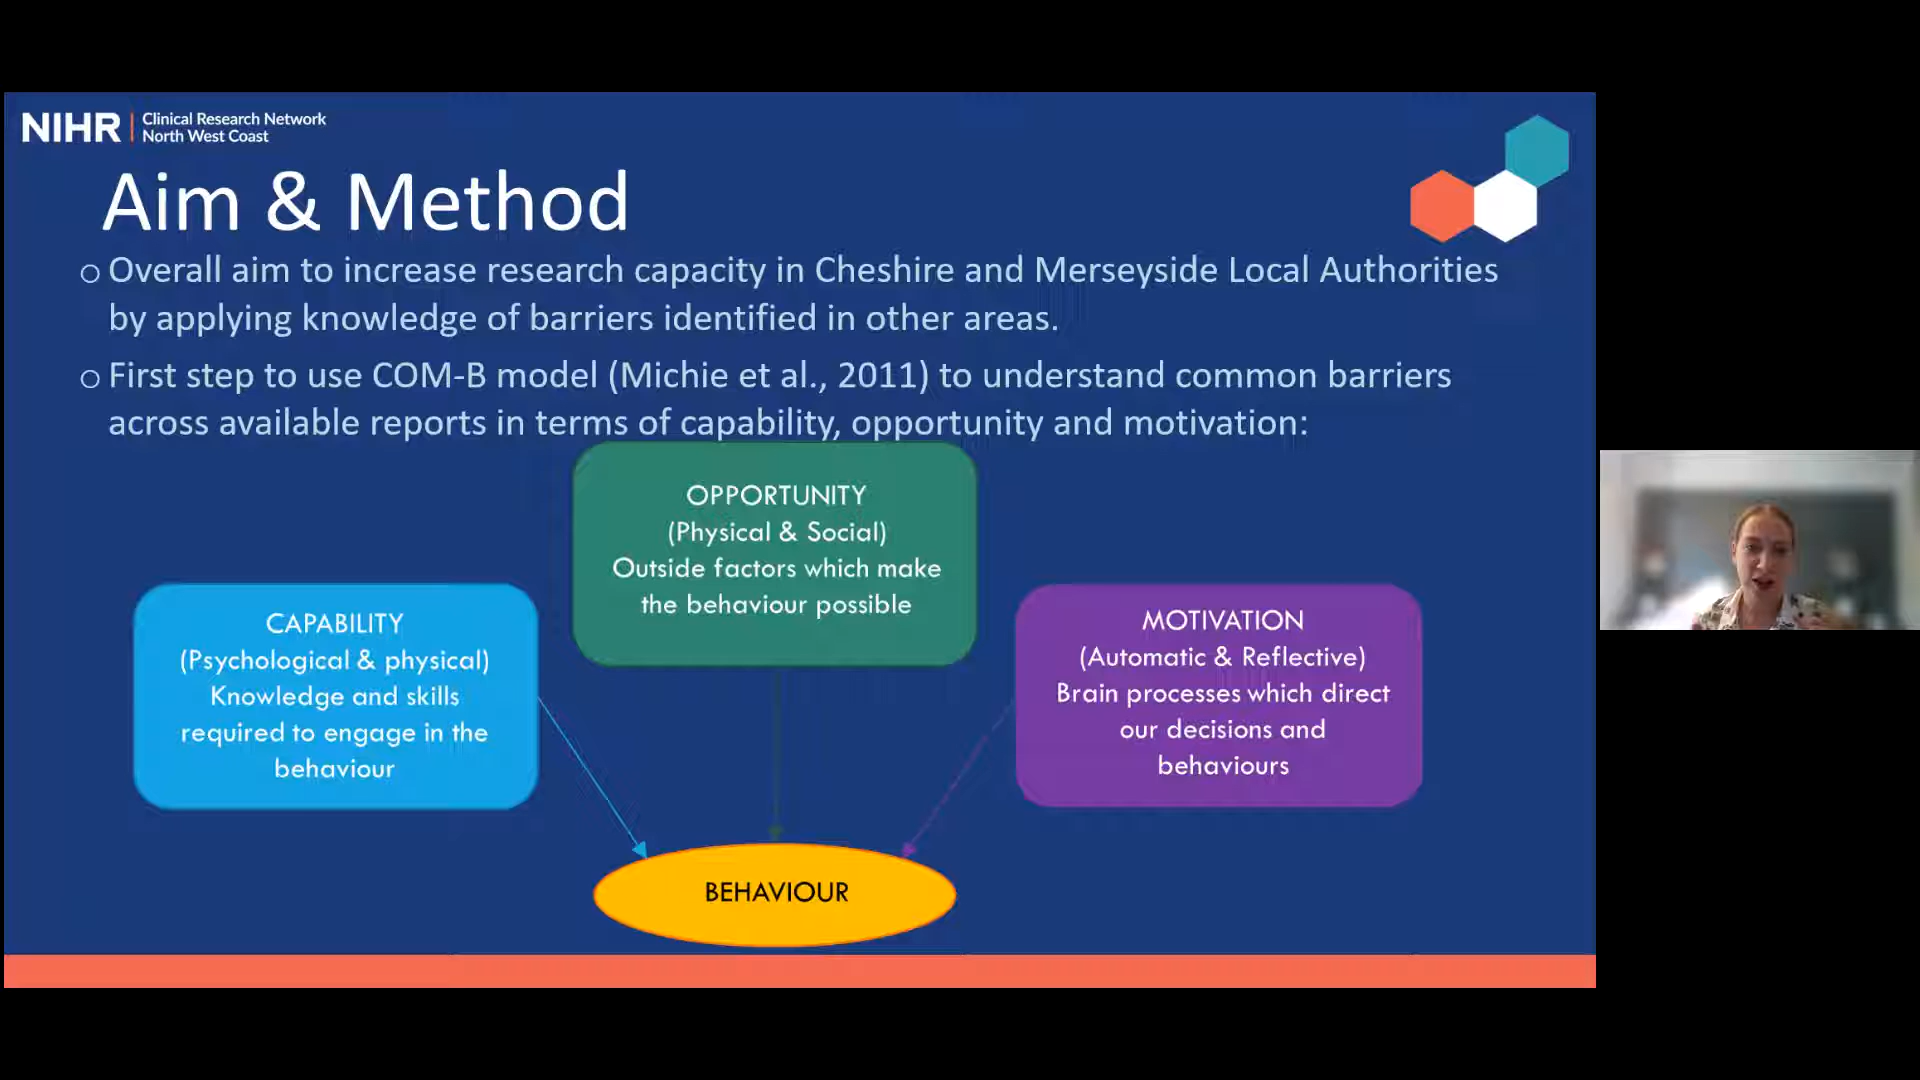 NIHR | Clinical Research Network
North West Coast
Aim & Method
o Overall aim to increase research capacity in Cheshire and Merseyside Local Authorities
by applying knowledge of barriers identified in other areas.
o First step to use COM-B model (Michie et al., 2011) to understand common barriers
across available reports in terms of capability, opportunity and motivation:
OPPORTUNITY
(Physical & Social)
Outside factors which make
the behaviour possible
CAPABILITY
(Psychological & physical)
Knowledge and skills
required to engage in the
behaviour
MOTIVATION
(Automatic & Reflective)
Brain processes which direct
our decisions and
behaviours
BEHAVIOUR